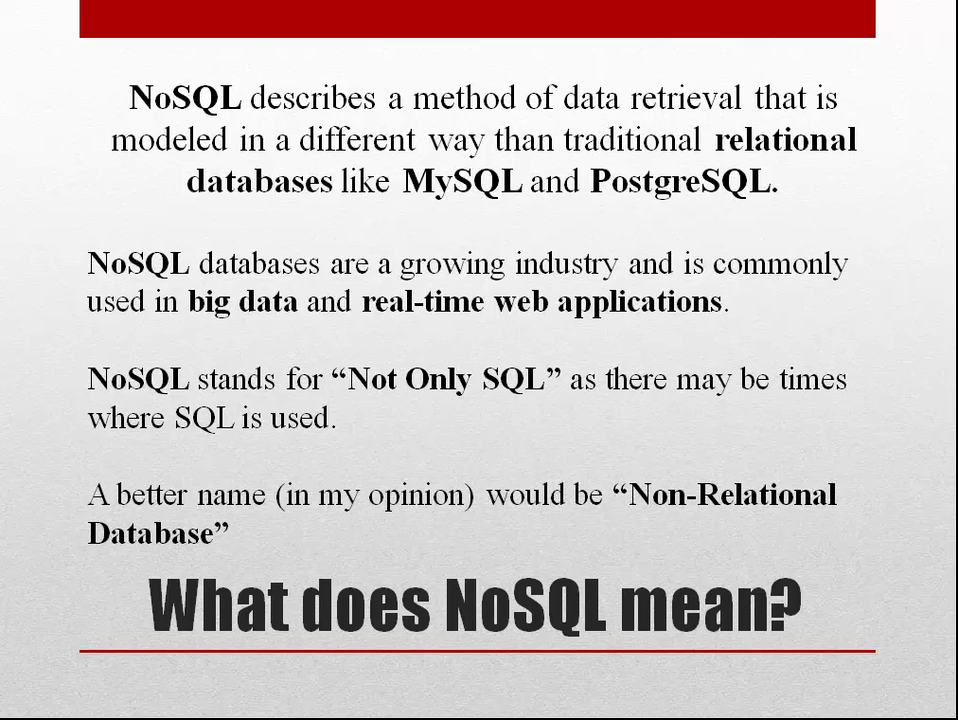 NoSQL describes a method of data retrieval that is
modeled in a different way than traditional relational
databases like MySQL and PostgreSQL.
NoSQL databases are a growing industry and is commonly
used in big data and real-time web applications.
NoSQL stands for “Not Only SQL” as there may be times
where SQL is used.
A better name (in my opinion) would be “Non-Relational
Database”
What does NoSQL mean?